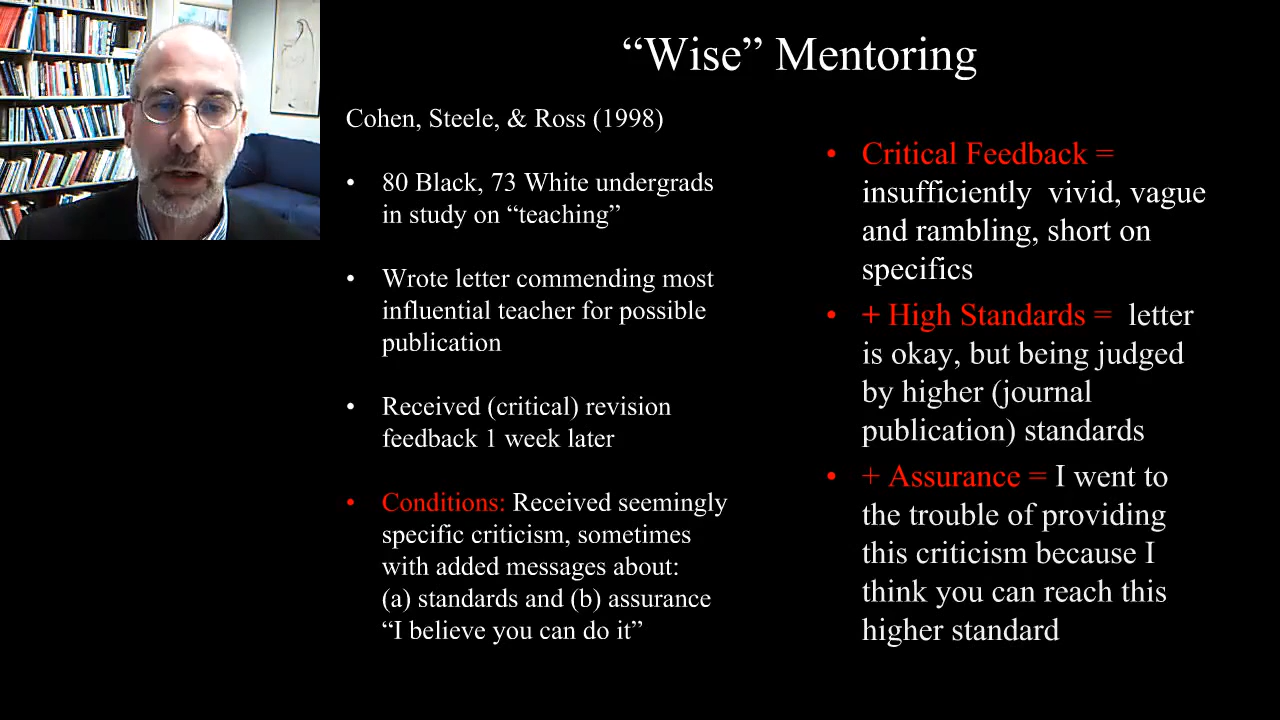 “Wise” Mentoring
Cohen, Steele, & Ross (1998)
• 80 Black, 73 White undergrads
in study on “teaching”
• Wrote letter commending most
influential teacher for possible
publication
• Received (critical) revision
feedback 1 week later
• Conditions: Received seemingly
specific criticism, sometimes
with added messages about:
(a) standards and (b) assurance
“I believe you can do it”
• Critical Feedback =
insufficiently vivid, vague
and rambling, short on
specifics
• + High Standards = letter
is okay, but being judged
by higher (journal
publication) standards
• + Assurance = I went to
the trouble of providing
this criticism because I
think you can reach this
higher standard